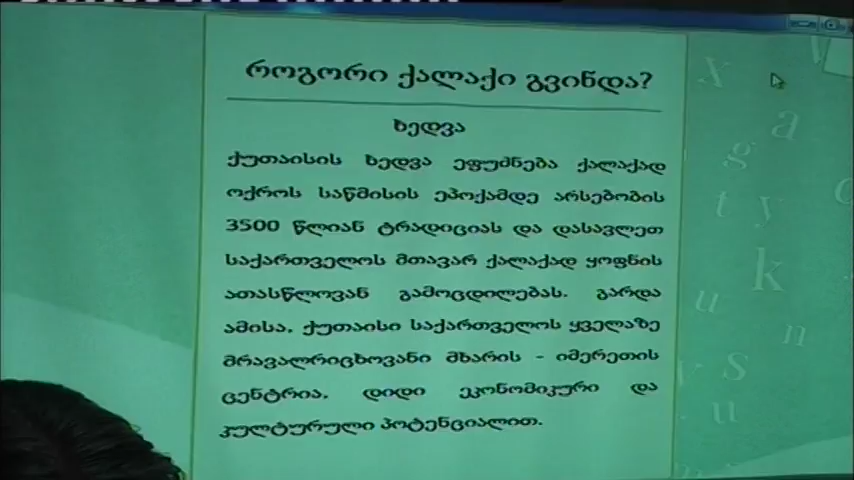 როგორი ქალაქი გვინდა?
ხედვა
ქუთაისის ხედვა ეფუძნება ქალაქად
ოქროს საწმისის ეპოქამდე არსებობის
3500 წლიან ტრადიციას და დასავლეთ
საქართველოს მთავარ ქალაქად ყოფნის
ათასწლოვან გამოცდილებას. გარდა
ამისა, ქუთაისი საქართველოს ყველაზე
მრავალრიცხოვანი მხარის - იმერეთის
ცენტრია, დიდი ეკონომიკური და
კულტურული პოტენციალით.